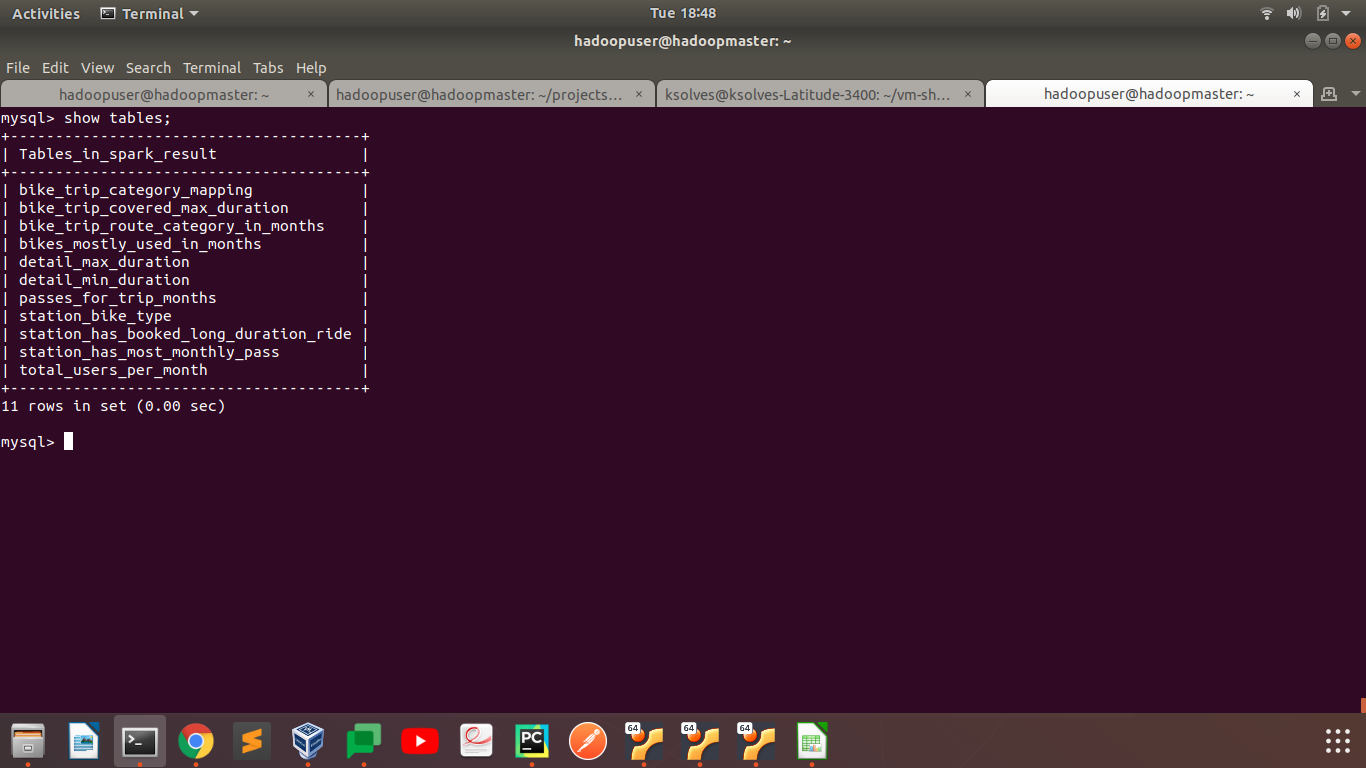 Activities Terminal Tue 18:48
hadoopuser@hadoopmaster: ~
File Edit View Search Terminal Tabs Help
hadoopuser@hadoopmaster: ~ × hadoopuser@hadoopmaster: ~/projects... × ksolves@ksolves-Latitude-3400: ~/vm-sh... × hadoopuser@hadoopmaster: ~ ×
mysql> show tables;
+---------------------------------------+
| Tables_in_spark_result                |
+---------------------------------------+
| bike_trip_category_mapping            |
| bike_trip_covered_max_duration        |
| bike_trip_route_category_in_months    |
| bikes_mostly_used_in_months           |
| detail_max_duration                   |
| detail_min_duration                   |
| passes_for_trip_months                |
| station_bike_type                     |
| station_has_booked_long_duration_ride |
| station_has_most_monthly_pass         |
| total_users_per_month                 |
+---------------------------------------+
11 rows in set (0.00 sec)
mysql>
PC 64 64 64